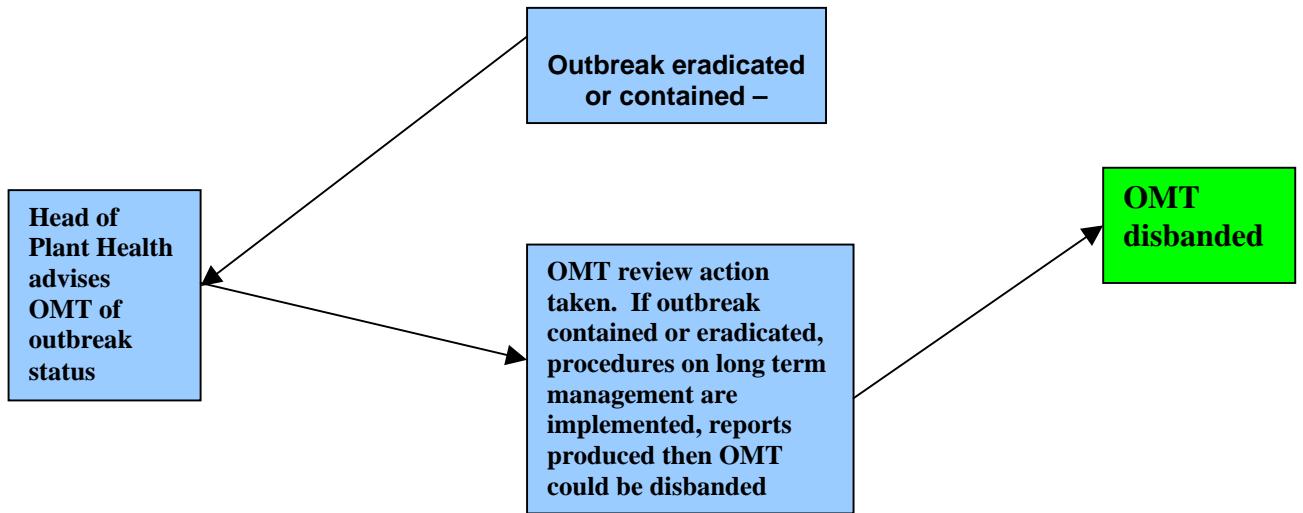 Outbreak eradicated
or contained –
Head of
Plant Health
advises
OMT of
outbreak
status
OMT review action
taken. If outbreak
contained or eradicated,
procedures on long term
management are
implemented, reports
produced then OMT
could be disbanded
OMT
disbanded